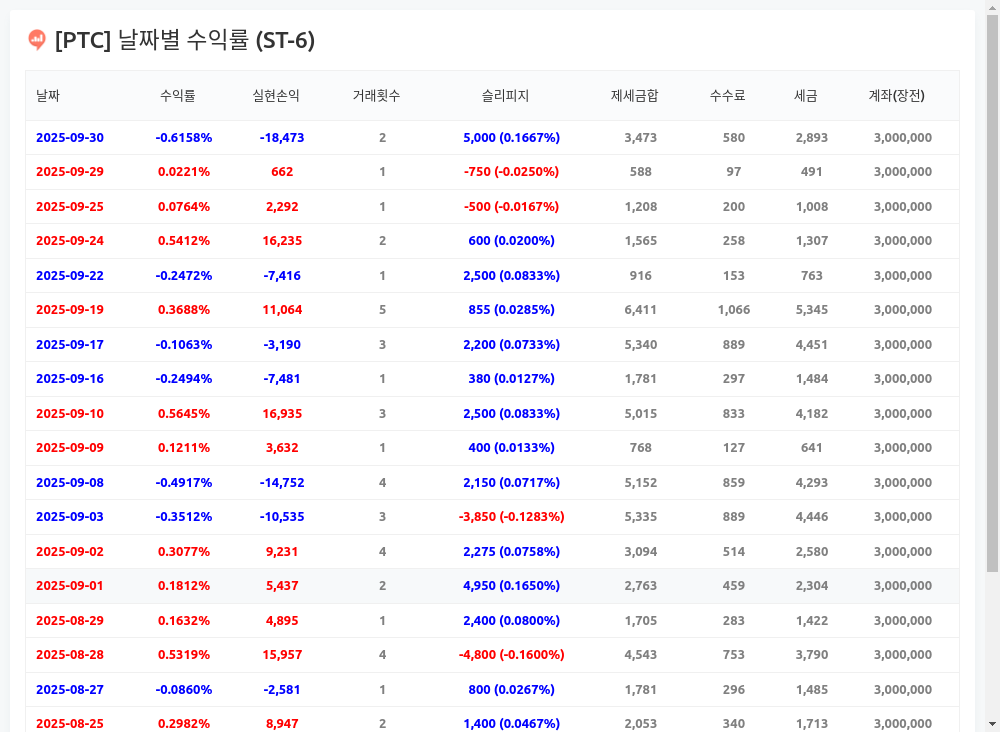 [PTC] 날짜별 수익률 (ST-6)
날짜 수익률 실현손익 거래횟수 슬리피지 제세금합 수수료 세금 계좌(장전)
2025-09-30 -0.6158% -18,473 2 5,000 (0.1667%) 3,473 580 2,893 3,000,000
2025-09-29 0.0221% 662 1 -750 (-0.0250%) 588 97 491 3,000,000
2025-09-25 0.0764% 2,292 1 -500 (-0.0167%) 1,208 200 1,008 3,000,000
2025-09-24 0.5412% 16,235 2 600 (0.0200%) 1,565 258 1,307 3,000,000
2025-09-22 -0.2472% -7,416 1 2,500 (0.0833%) 916 153 763 3,000,000
2025-09-19 0.3688% 11,064 5 855 (0.0285%) 6,411 1,066 5,345 3,000,000
2025-09-17 -0.1063% -3,190 3 2,200 (0.0733%) 5,340 889 4,451 3,000,000
2025-09-16 -0.2494% -7,481 1 380 (0.0127%) 1,781 297 1,484 3,000,000
2025-09-10 0.5645% 16,935 3 2,500 (0.0833%) 5,015 833 4,182 3,000,000
2025-09-09 0.1211% 3,632 1 400 (0.0133%) 768 127 641 3,000,000
2025-09-08 -0.4917% -14,752 4 2,150 (0.0717%) 5,152 859 4,293 3,000,000
2025-09-03 -0.3512% -10,535 3 -3,850 (-0.1283%) 5,335 889 4,446 3,000,000
2025-09-02 0.3077% 9,231 4 2,275 (0.0758%) 3,094 514 2,580 3,000,000
2025-09-01 0.1812% 5,437 2 4,950 (0.1650%) 2,763 459 2,304 3,000,000
2025-08-29 0.1632% 4,895 1 2,400 (0.0800%) 1,705 283 1,422 3,000,000
2025-08-28 0.5319% 15,957 4 -4,800 (-0.1600%) 4,543 753 3,790 3,000,000
2025-08-27 -0.0860% -2,581 1 800 (0.0267%) 1,781 296 1,485 3,000,000
2025-08-25 0.2982% 8,947 2 1,400 (0.0467%) 2,053 340 1,713 3,000,000